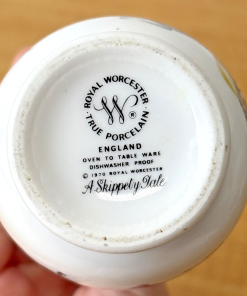 ROYAL WORCESTER
W ®
TRUE PORCELAIN
ENGLAND
OVEN TO TABLE WARE
DISHWASHER PROOF
© 1970 ROYAL WORCESTER
A Skippety Tale